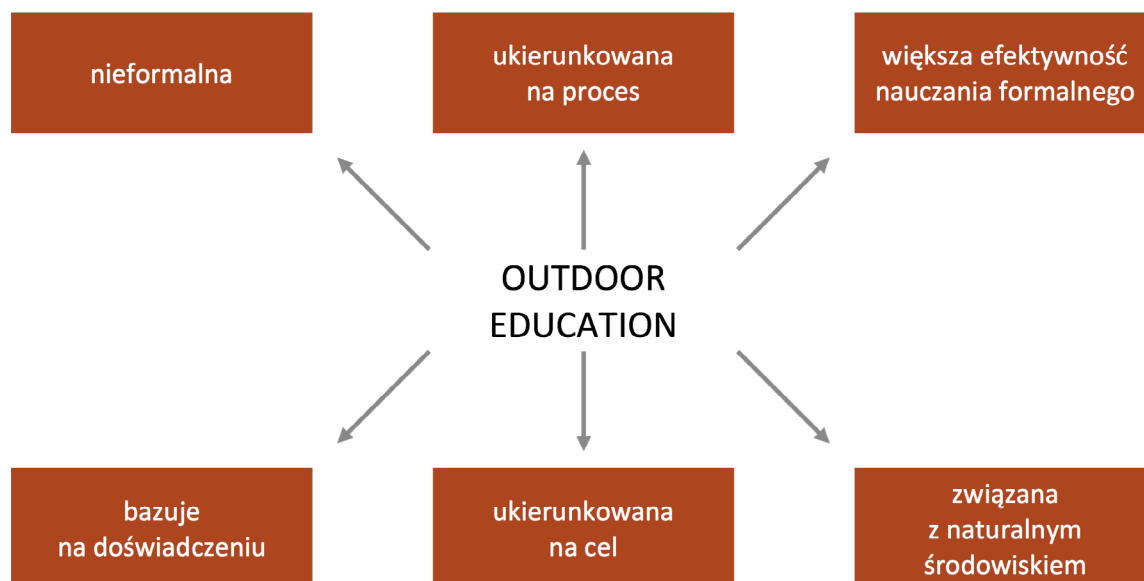 nieformalna
ukierunkowana
na proces
większa efektywność
nauczania formalnego
OUTDOOR
EDUCATION
bazuje
na doświadczeniu
ukierunkowana
na cel
związana
z naturalnym
środowiskiem